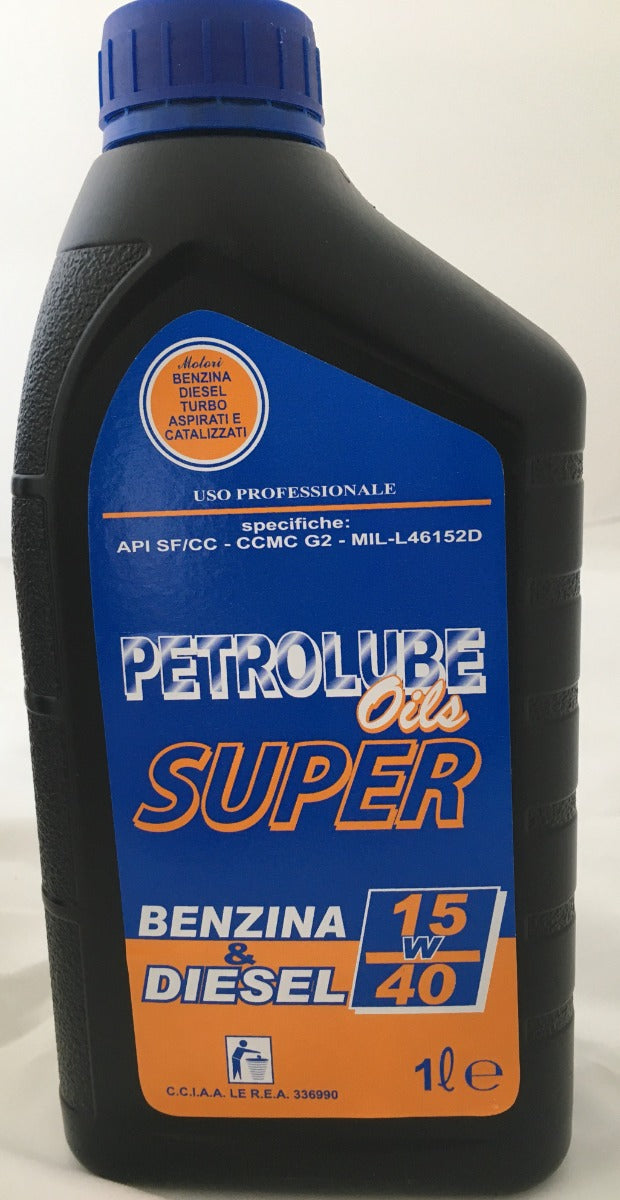 Motori
BENZINA
DIESEL
TURBO
ASPIRATI E
CATALIZZATI
USO PROFESSIONALE
specifiche:
API SF/CC - CCMC G2 - MIL-L46152D
PETROLUBE
Oils
SUPER
BENZINA
&
DIESEL
15
W
40
C.C.I.A.A. LE R.E.A. 336990
1ℓ e